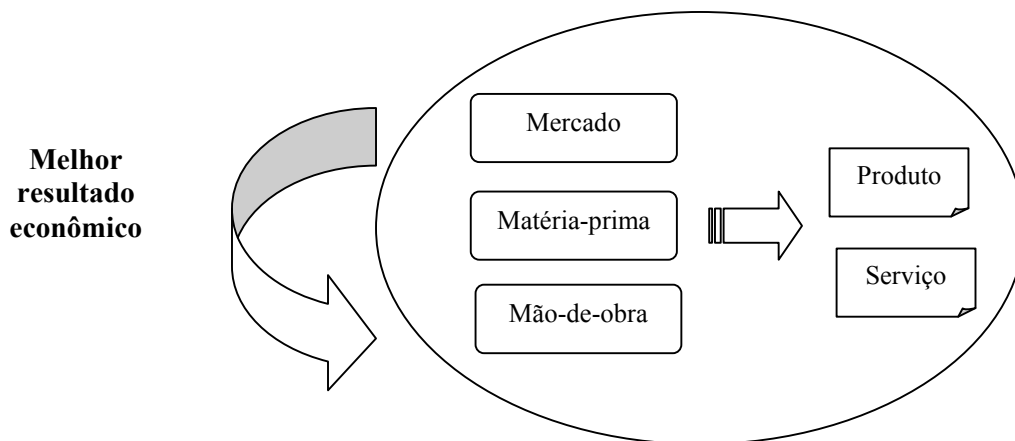 Melhor
resultado
econômico
Mercado
Matéria-prima
Mão-de-obra
Produto
Serviço